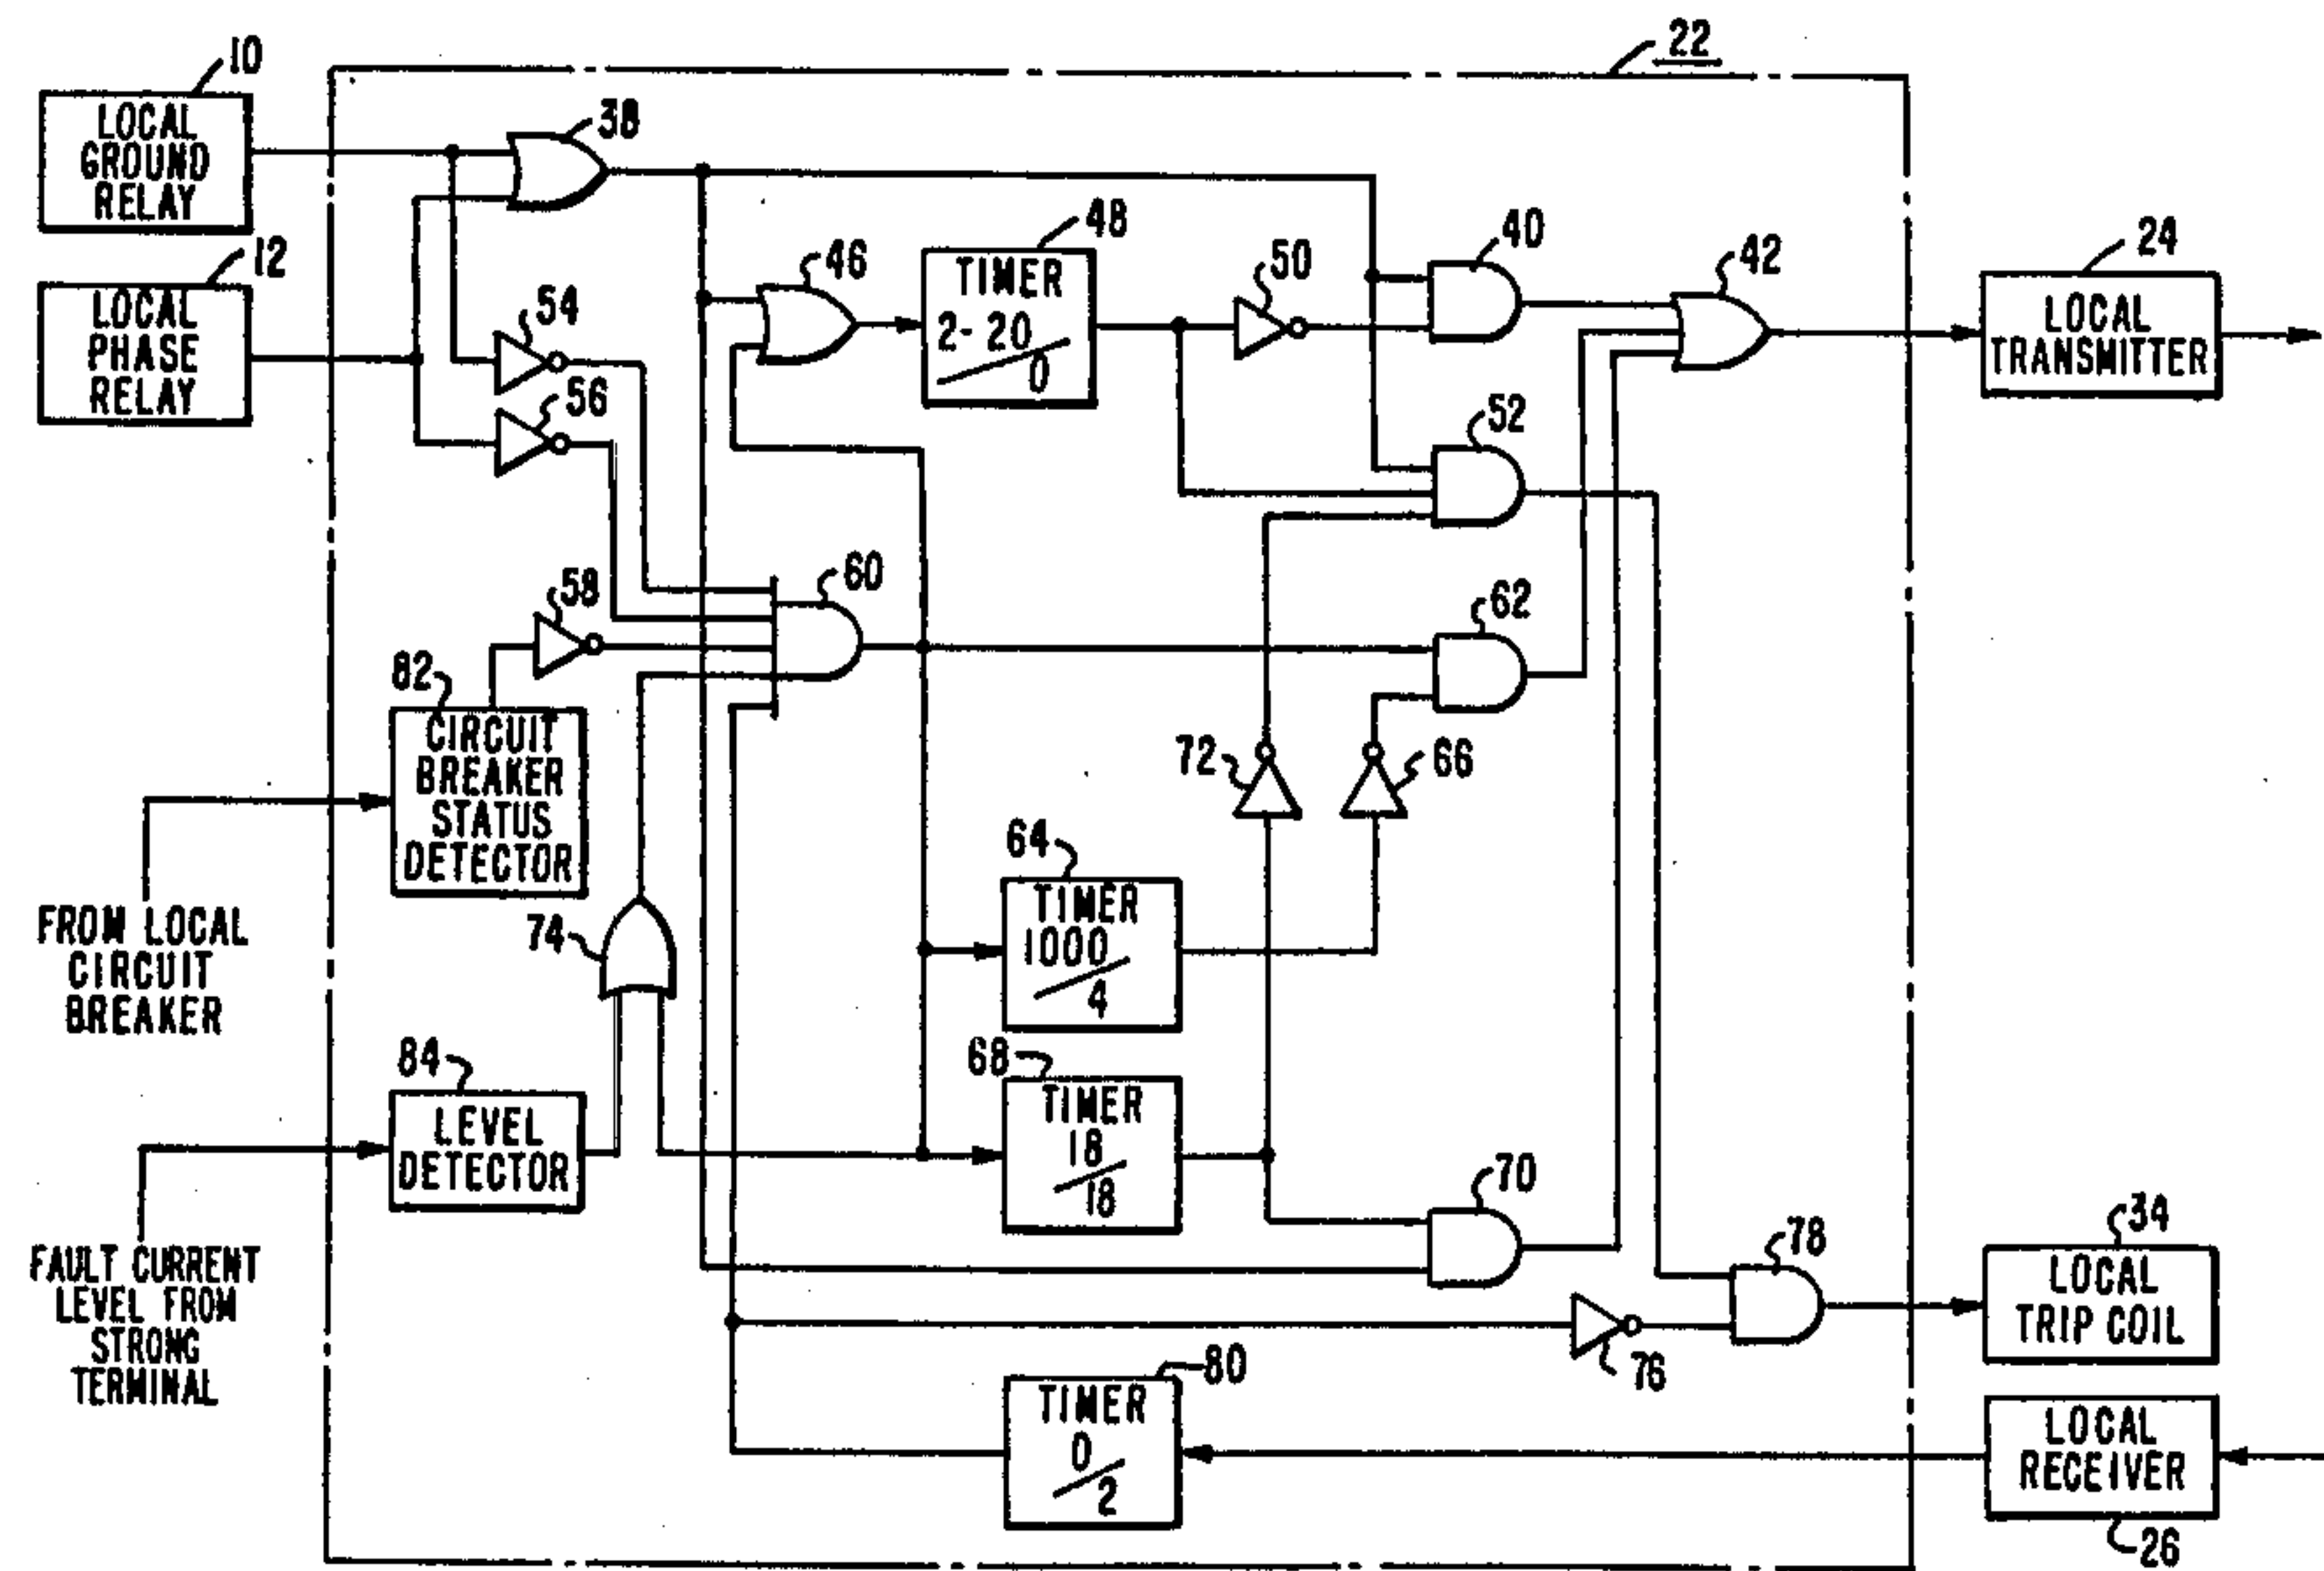 22
10
LOCAL
GROUND
RELAY
38
12
LOCAL
PHASE
RELAY
54
56
46
48
TIMER
2-20
0
50
40
42
24
LOCAL
TRANSMITTER
52
58
60
62
82
CIRCUIT
BREAKER
STATUS
DETECTOR
72
66
FROM LOCAL
CIRCUIT
BREAKER
74
64
TIMER
1000
4
84
LEVEL
DETECTOR
68
TIMER
18
18
70
FAULT CURRENT
LEVEL FROM
STRONG
TERMINAL
78
34
LOCAL
TRIP COIL
76
80
TIMER
0
2
LOCAL
RECEIVER
26